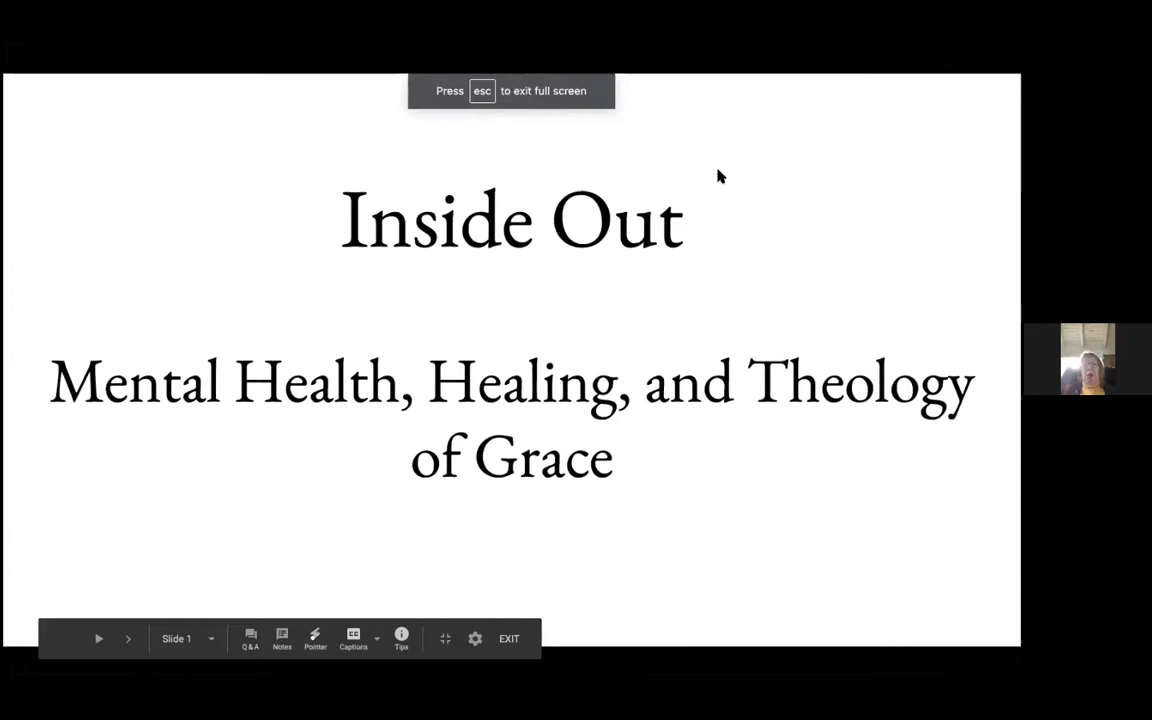 Press esc to exit full screen
Inside Out
Mental Health, Healing, and Theology
of Grace
Slide 1
Q&A
Notes
Pointer
CC
Captions
Tips
EXIT